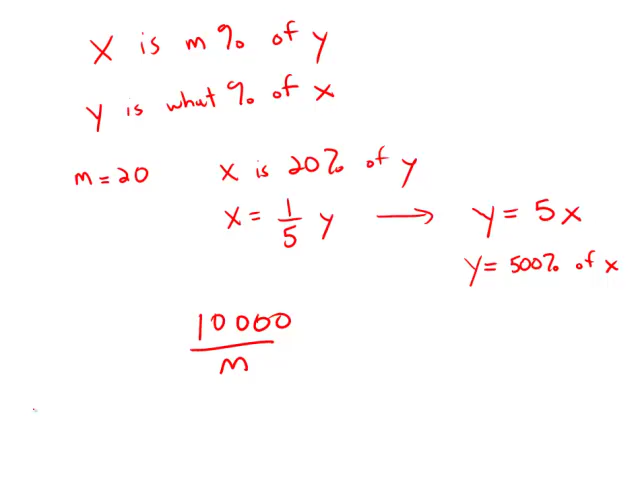 x is m% of y
y is what % of x
m = 20 x is 20% of y
x = 1/5 y → y = 5x
y = 500% of x
10000
m